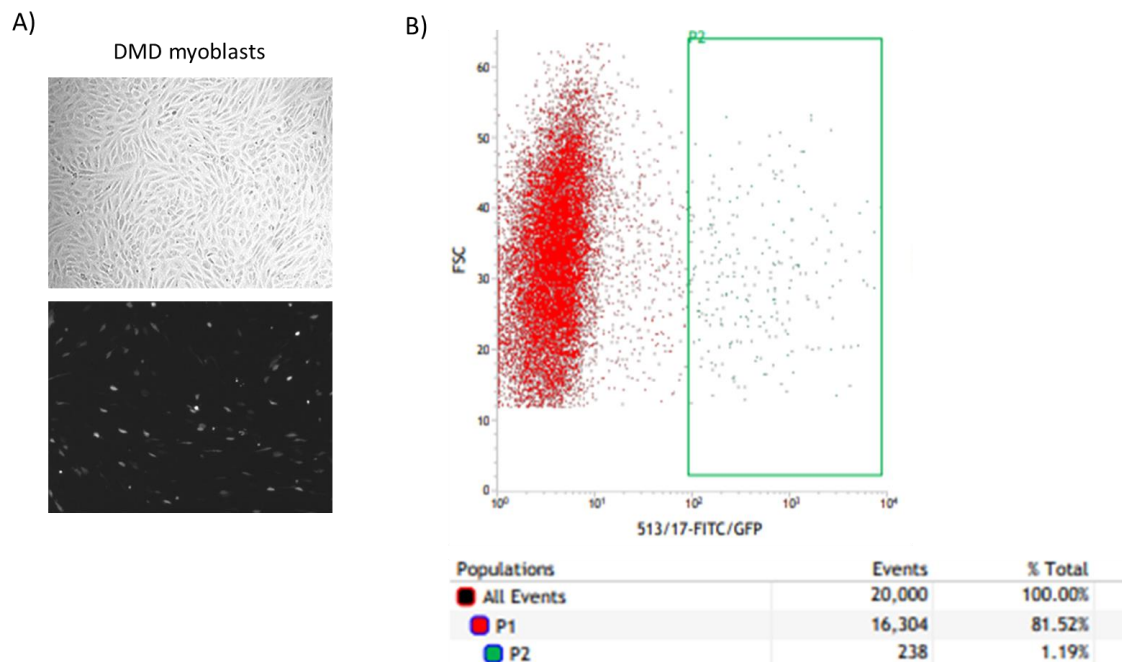 A)
DMD myoblasts
B)
P2
60
50
40
30
20
10
0
FSC
10⁰ 10¹ 10² 10³ 10⁴
513/17-FITC/GFP
Populations Events % Total
All Events 20,000 100.00%
P1 16,304 81.52%
P2 238 1.19%